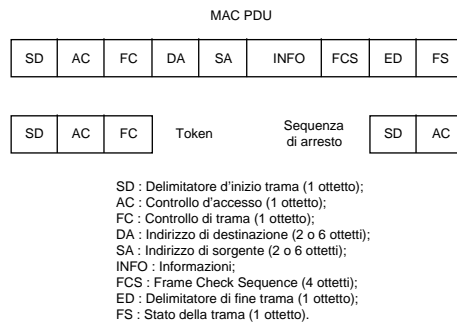 MAC PDU
SD AC FC DA SA INFO FCS ED FS
SD AC FC Token Sequenza di arresto SD AC
SD : Delimitatore d'inizio trama (1 ottetto);
AC : Controllo d'accesso (1 ottetto);
FC : Controllo di trama (1 ottetto);
DA : Indirizzo di destinazione (2 o 6 ottetti);
SA : Indirizzo di sorgente (2 o 6 ottetti);
INFO : Informazioni;
FCS : Frame Check Sequence (4 ottetti);
ED : Delimitatore di fine trama (1 ottetto);
FS : Stato della trama (1 ottetto).